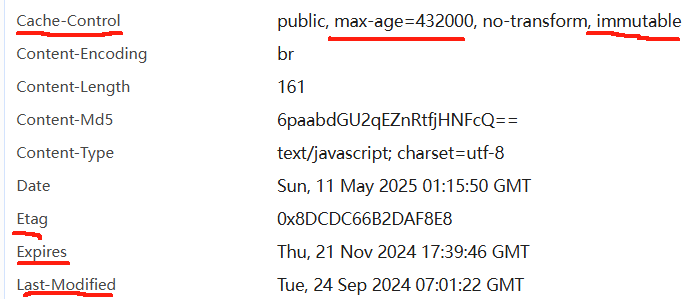 Cache-Control public, max-age=432000, no-transform, immutable
Content-Encoding br
Content-Length 161
Content-Md5 6paabdGU2qEZnRtfjHNFcQ==
Content-Type text/javascript; charset=utf-8
Date Sun, 11 May 2025 01:15:50 GMT
Etag 0x8DCDC66B2DAF8E8
Expires Thu, 21 Nov 2024 17:39:46 GMT
Last-Modified Tue, 24 Sep 2024 07:01:22 GMT